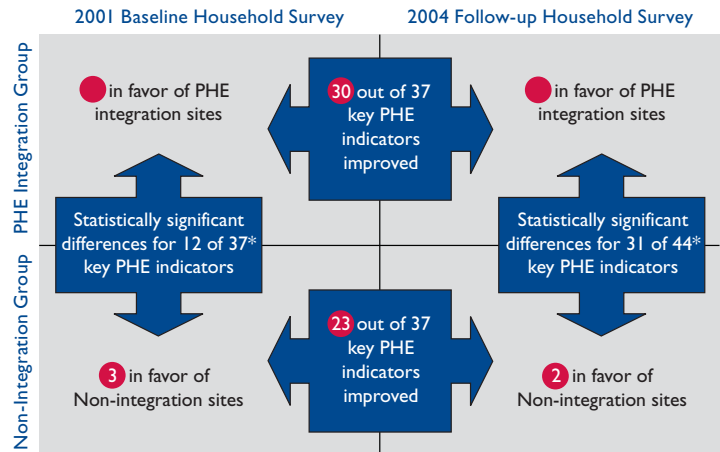 2001 Baseline Household Survey
2004 Follow-up Household Survey
PHE Integration Group
in favor of PHE
integration sites
30 out of 37
key PHE
indicators
improved
in favor of PHE
integration sites
Statistically significant
differences for 12 of 37*
key PHE indicators
Statistically significant
differences for 31 of 44*
key PHE indicators
Non-Integration Group
3 in favor of
Non-integration sites
23 out of 37
key PHE
indicators
improved
2 in favor of
Non-integration sites